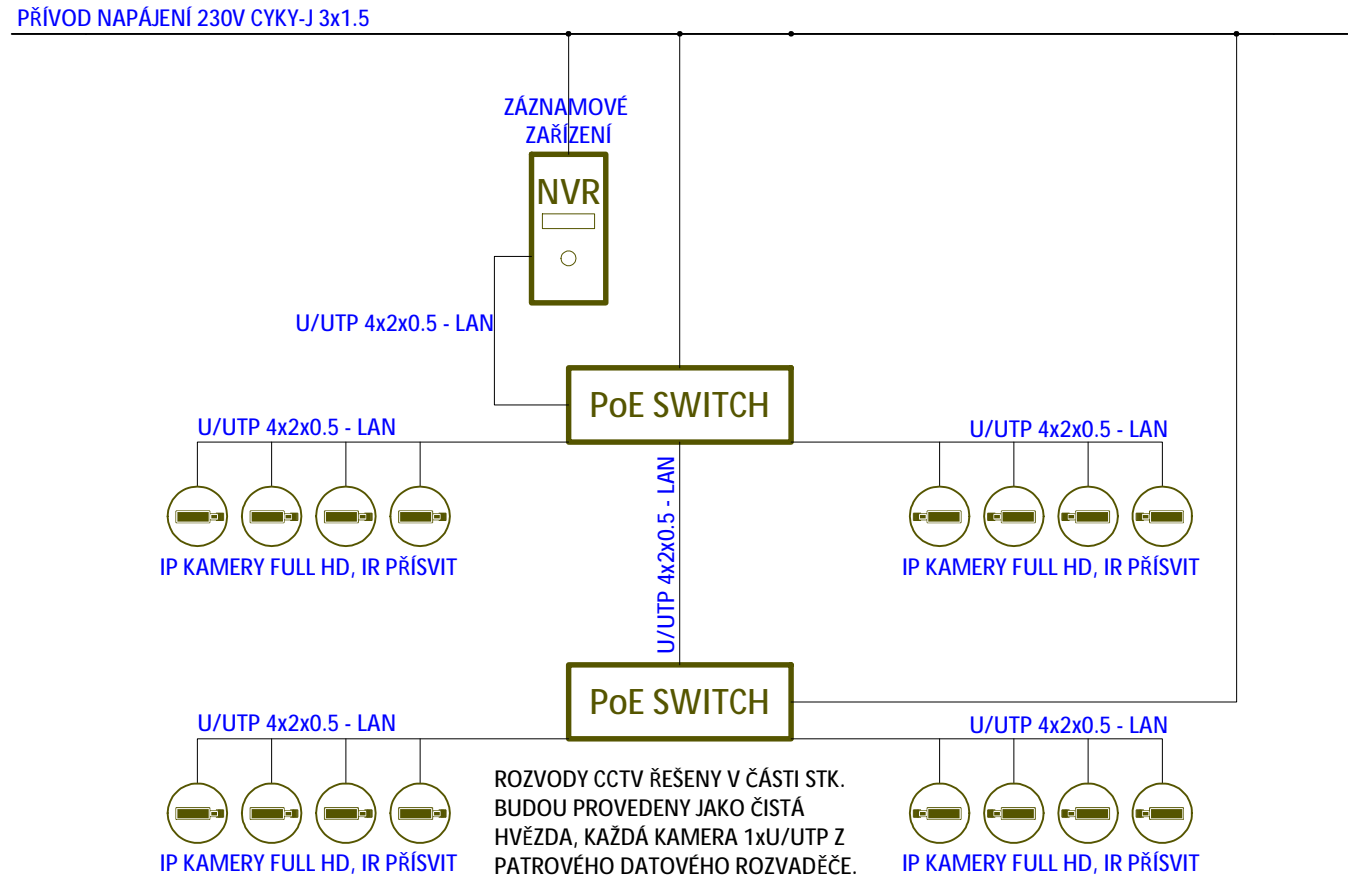 PŘÍVOD NAPÁJENÍ 230V CYKY-J 3x1.5
ZÁZNAMOVÉ
ZAŘÍZENÍ
NVR
U/UTP 4x2x0.5 - LAN
PoE SWITCH
U/UTP 4x2x0.5 - LAN
U/UTP 4x2x0.5 - LAN
IP KAMERY FULL HD, IR PŘÍSVIT
U/UTP 4x2x0.5 - LAN
IP KAMERY FULL HD, IR PŘÍSVIT
PoE SWITCH
U/UTP 4x2x0.5 - LAN
U/UTP 4x2x0.5 - LAN
ROZVODY CCTV ŘEŠENY V ČÁSTI STK.
BUDOU PROVEDENY JAKO ČISTÁ
HVĚZDA, KAŽDÁ KAMERA 1xU/UTP Z
PATROVÉHO DATOVÉHO ROZVADĚČE.
IP KAMERY FULL HD, IR PŘÍSVIT
IP KAMERY FULL HD, IR PŘÍSVIT